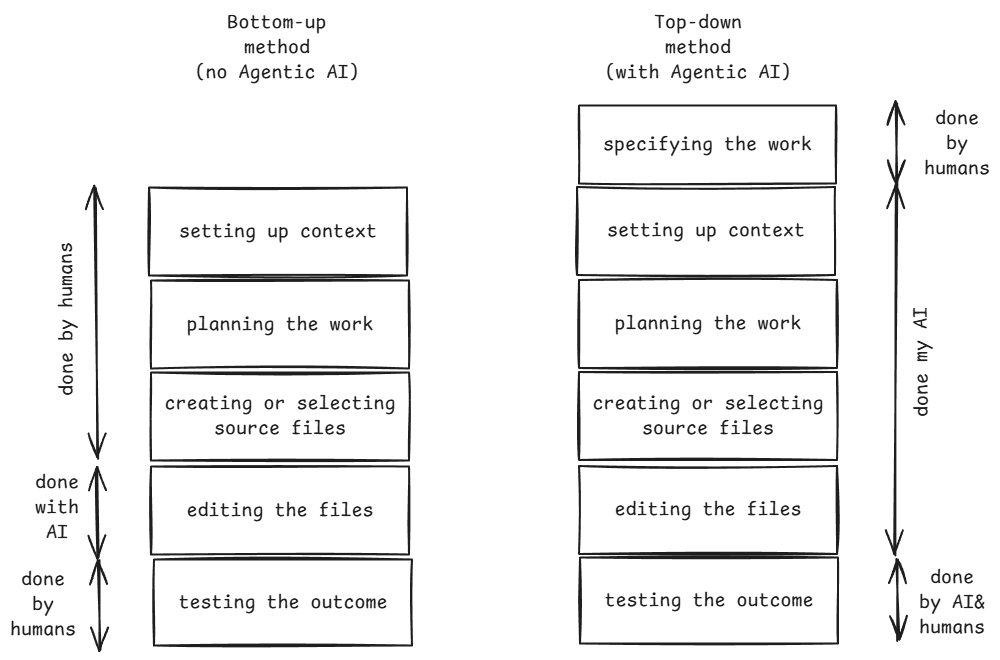 Bottom-up
method
(no Agentic AI)
done by humans
setting up context
planning the work
creating or selecting
source files
done
with
AI
editing the files
done
by
humans
testing the outcome
Top-down
method
(with Agentic AI)
specifying the work
done
by
humans
setting up context
planning the work
creating or selecting
source files
editing the files
done my AI
testing the outcome
done
by AI&
humans